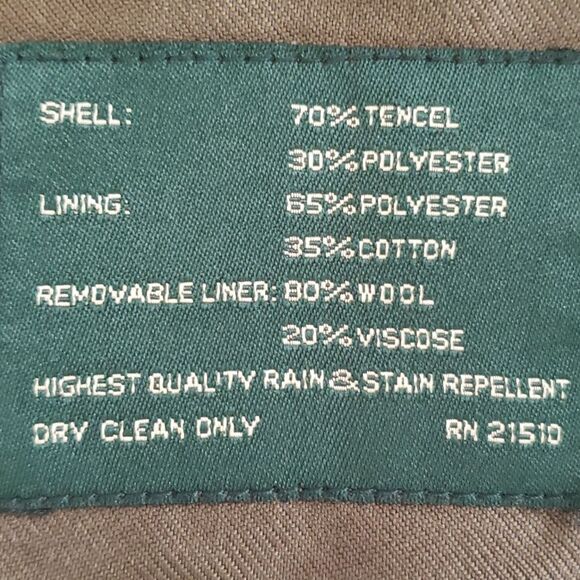 SHELL: 70% TENCEL
30% POLYESTER
LINING: 65% POLYESTER
35% COTTON
REMOVABLE LINER: 80% WOOL
20% VISCOSE
HIGHEST QUALITY RAIN & STAIN REPELLENT
DRY CLEAN ONLY RN 21510